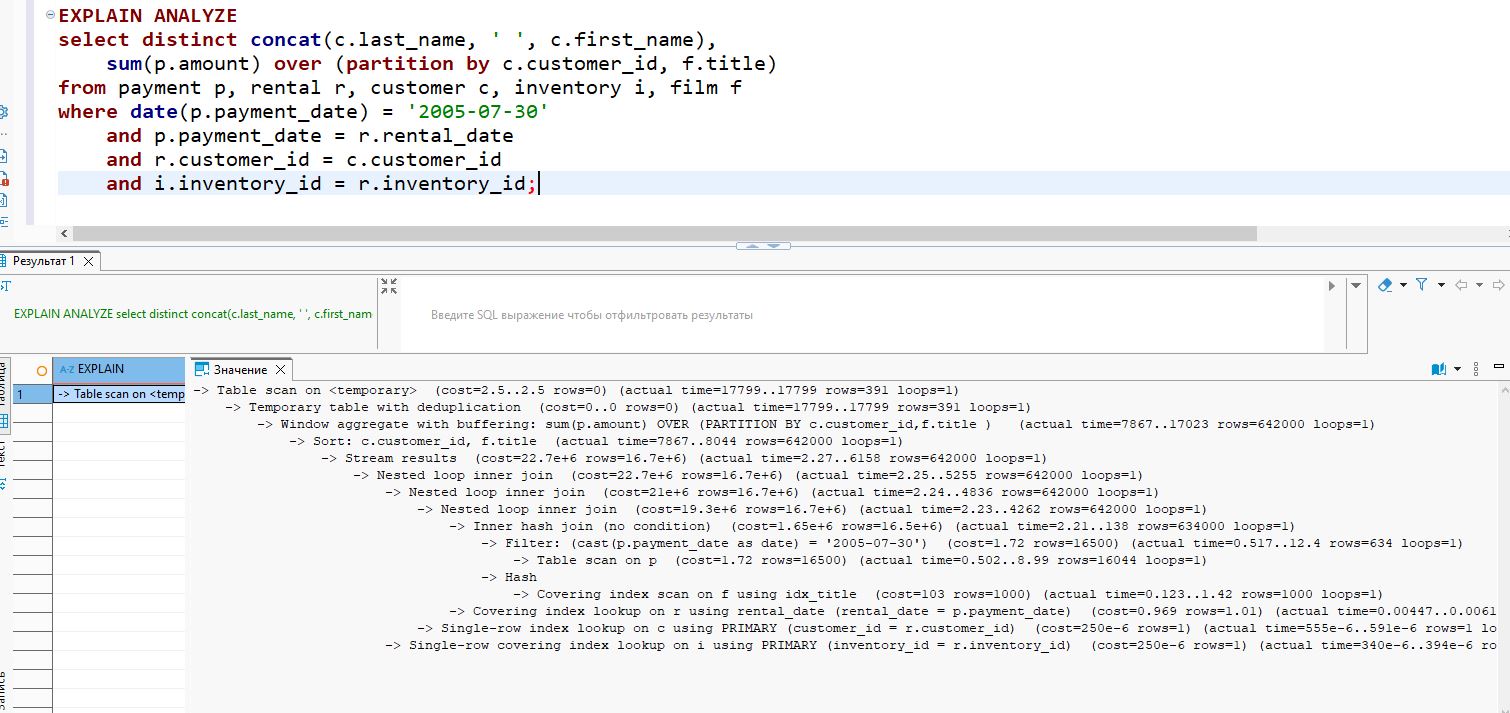 EXPLAIN ANALYZE
select distinct concat(c.last_name, ' ', c.first_name),
sum(p.amount) over (partition by c.customer_id, f.title)
from payment p, rental r, customer c, inventory i, film f
where date(p.payment_date) = '2005-07-30'
and p.payment_date = r.rental_date
and r.customer_id = c.customer_id
and i.inventory_id = r.inventory_id;
Результат 1
EXPLAIN ANALYZE select distinct concat(c.last_name, ' ', c.first_nam
Введите SQL выражение чтобы отфильтровать результаты
A-Z EXPLAIN
Значение
1
-> Table scan on <temp
-> Table scan on <temporary>  (cost=2.5..2.5 rows=0) (actual time=17799..17799 rows=391 loops=1)
-> Temporary table with deduplication  (cost=0..0 rows=0) (actual time=17799..17799 rows=391 loops=1)
-> Window aggregate with buffering: sum(p.amount) OVER (PARTITION BY c.customer_id,f.title )   (actual time=7867..17023 rows=642000 loops=1)
-> Sort: c.customer_id, f.title  (actual time=7867..8044 rows=642000 loops=1)
-> Stream results  (cost=22.7e+6 rows=16.7e+6) (actual time=2.27..6158 rows=642000 loops=1)
-> Nested loop inner join  (cost=22.7e+6 rows=16.7e+6) (actual time=2.25..5255 rows=642000 loops=1)
-> Nested loop inner join  (cost=21e+6 rows=16.7e+6) (actual time=2.24..4836 rows=642000 loops=1)
-> Nested loop inner join  (cost=19.3e+6 rows=16.7e+6) (actual time=2.23..4262 rows=642000 loops=1)
-> Inner hash join (no condition)  (cost=1.65e+6 rows=16.5e+6) (actual time=2.21..138 rows=634000 loops=1)
-> Filter: (cast(p.payment_date as date) = '2005-07-30')  (cost=1.72 rows=16500) (actual time=0.517..12.4 rows=634 loops=1)
-> Table scan on p  (cost=1.72 rows=16500) (actual time=0.502..8.99 rows=16044 loops=1)
-> Hash
-> Covering index scan on f using idx_title  (cost=103 rows=1000) (actual time=0.123..1.42 rows=1000 loops=1)
-> Covering index lookup on r using rental_date (rental_date = p.payment_date)  (cost=0.969 rows=1.01) (actual time=0.00447..0.0061
-> Single-row index lookup on c using PRIMARY (customer_id = r.customer_id)  (cost=250e-6 rows=1) (actual time=555e-6..591e-6 rows=1 lo
-> Single-row covering index lookup on i using PRIMARY (inventory_id = r.inventory_id)  (cost=250e-6 rows=1) (actual time=340e-6..394e-6 ro